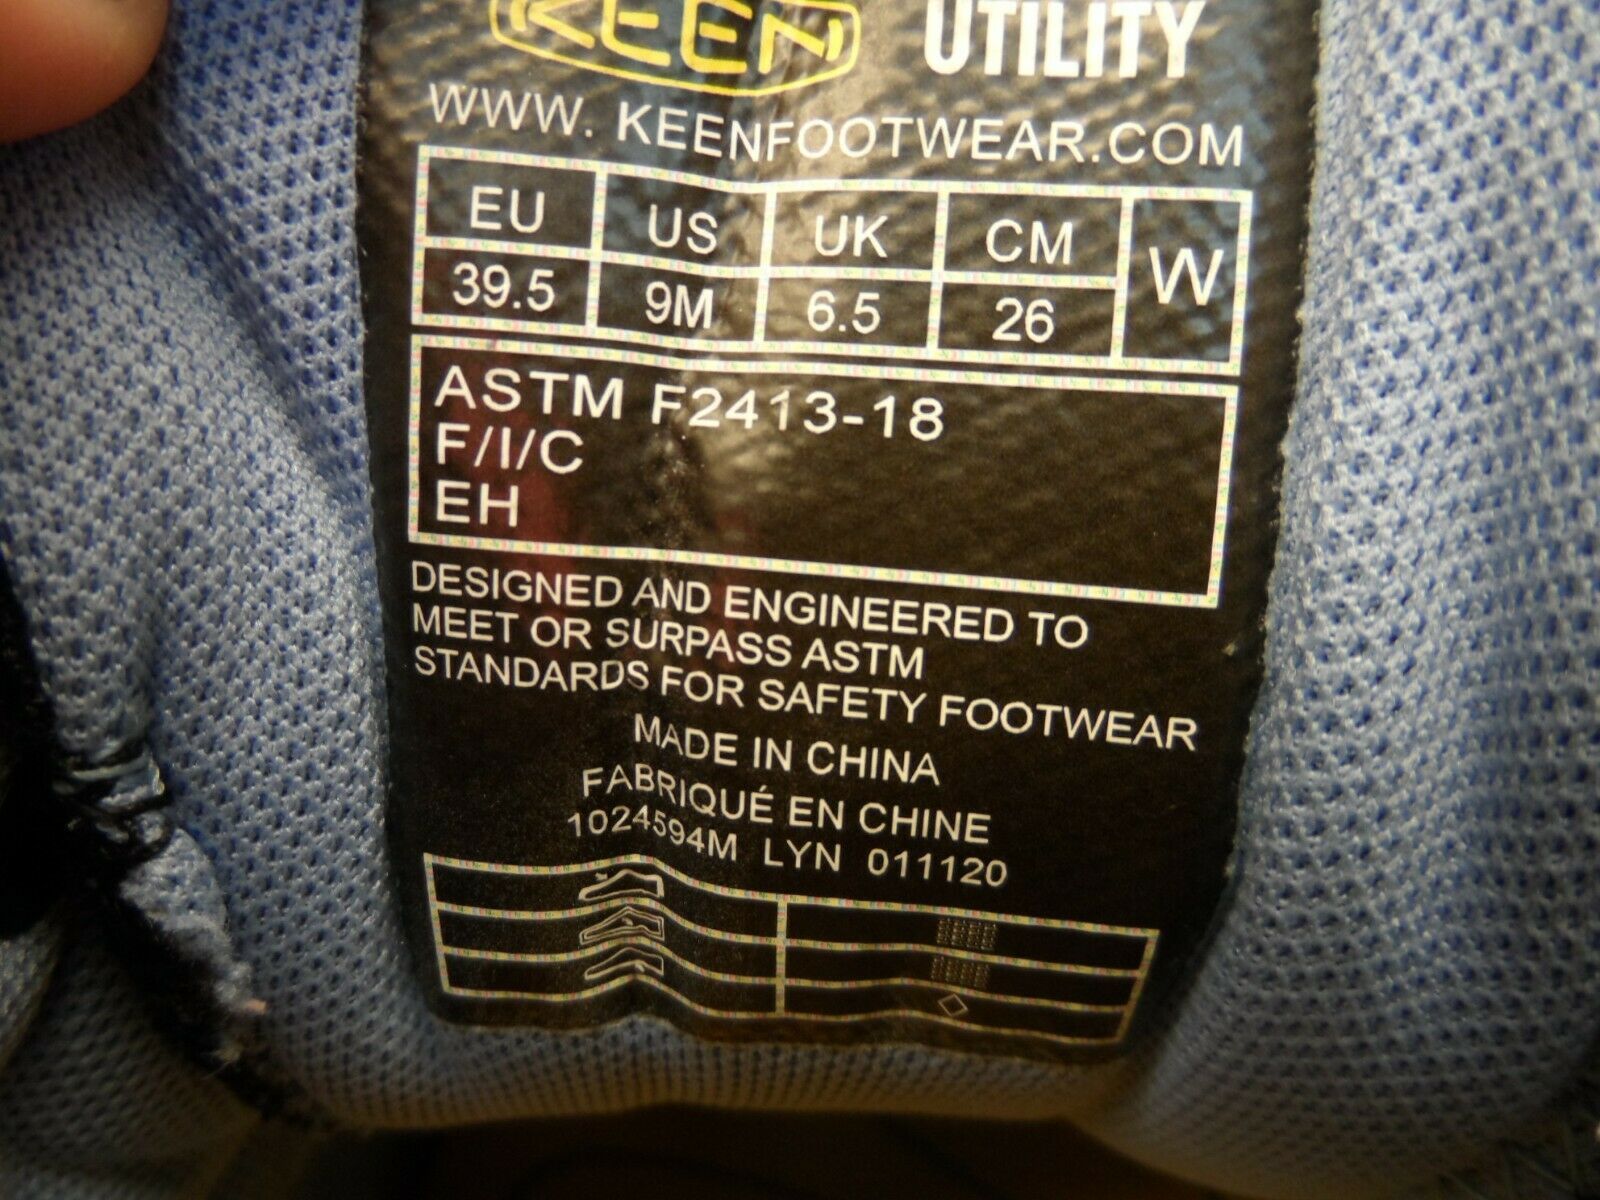 KEEN UTILITY
WWW. KEENFOOTWEAR.COM
EU US UK CM W
39.5 9M 6.5 26
ASTM F2413-18
F/I/C
EH
DESIGNED AND ENGINEERED TO
MEET OR SURPASS ASTM
STANDARDS FOR SAFETY FOOTWEAR
MADE IN CHINA
FABRIQUÉ EN CHINE
1024594M LYN 011120